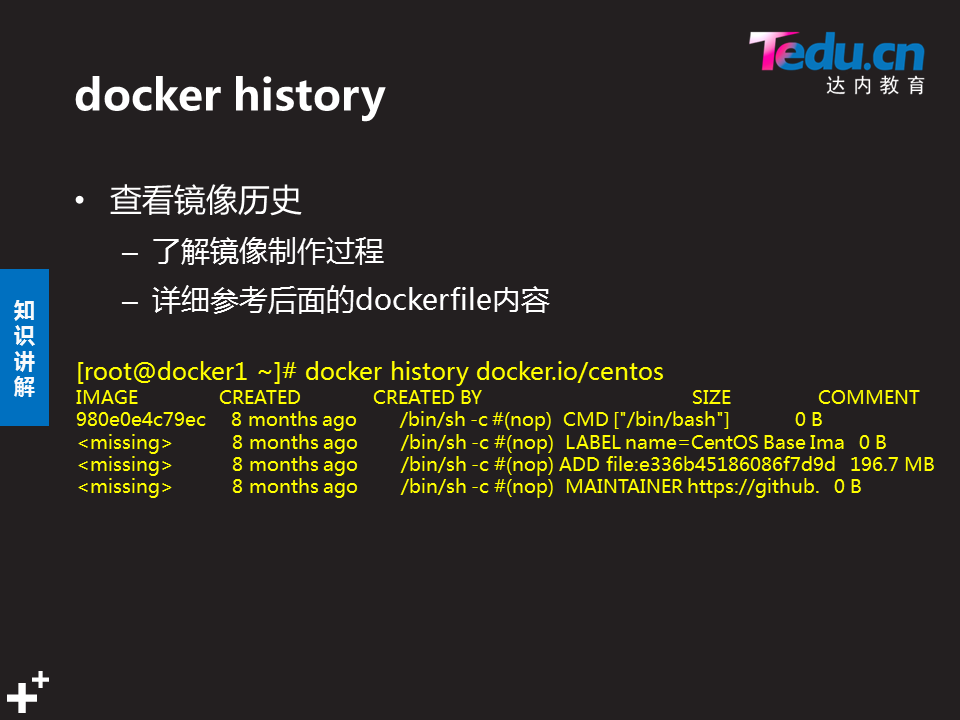 Tedu.cn
达内教育
docker history
• 查看镜像历史
– 了解镜像制作过程
– 详细参考后面的dockerfile内容
知识讲解
[root@docker1 ~]# docker history docker.io/centos
IMAGE CREATED CREATED BY SIZE COMMENT
980e0e4c79ec 8 months ago /bin/sh -c #(nop) CMD ["/bin/bash"] 0 B
<missing> 8 months ago /bin/sh -c #(nop) LABEL name=CentOS Base Ima 0 B
<missing> 8 months ago /bin/sh -c #(nop) ADD file:e336b45186086f7d9d 196.7 MB
<missing> 8 months ago /bin/sh -c #(nop) MAINTAINER https://github. 0 B